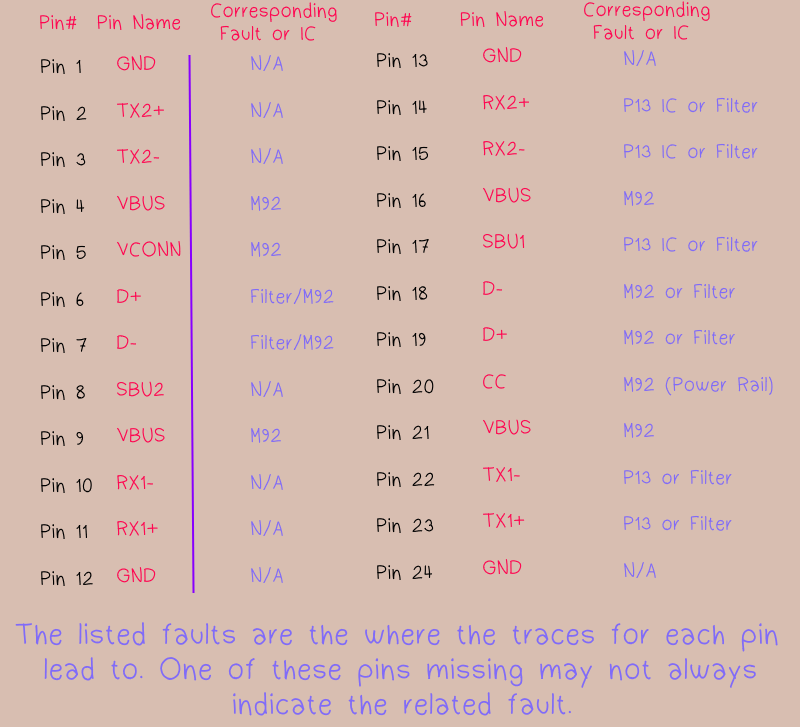 Pin# Pin Name Corresponding Fault or IC Pin# Pin Name Corresponding Fault or IC
Pin 1 GND N/A Pin 13 GND N/A
Pin 2 TX2+ N/A Pin 14 RX2+ P13 IC or Filter
Pin 3 TX2- N/A Pin 15 RX2- P13 IC or Filter
Pin 4 VBUS M92 Pin 16 VBUS M92
Pin 5 VCONN M92 Pin 17 SBU1 P13 IC or Filter
Pin 6 D+ Filter/M92 Pin 18 D- M92 or Filter
Pin 7 D- Filter/M92 Pin 19 D+ M92 or Filter
Pin 8 SBU2 N/A Pin 20 CC M92 (Power Rail)
Pin 9 VBUS M92 Pin 21 VBUS M92
Pin 10 RX1- N/A Pin 22 TX1- P13 or Filter
Pin 11 RX1+ N/A Pin 23 TX1+ P13 or Filter
Pin 12 GND N/A Pin 24 GND N/A
The listed faults are the where the traces for each pin
lead to. One of these pins missing may not always
indicate the related fault.